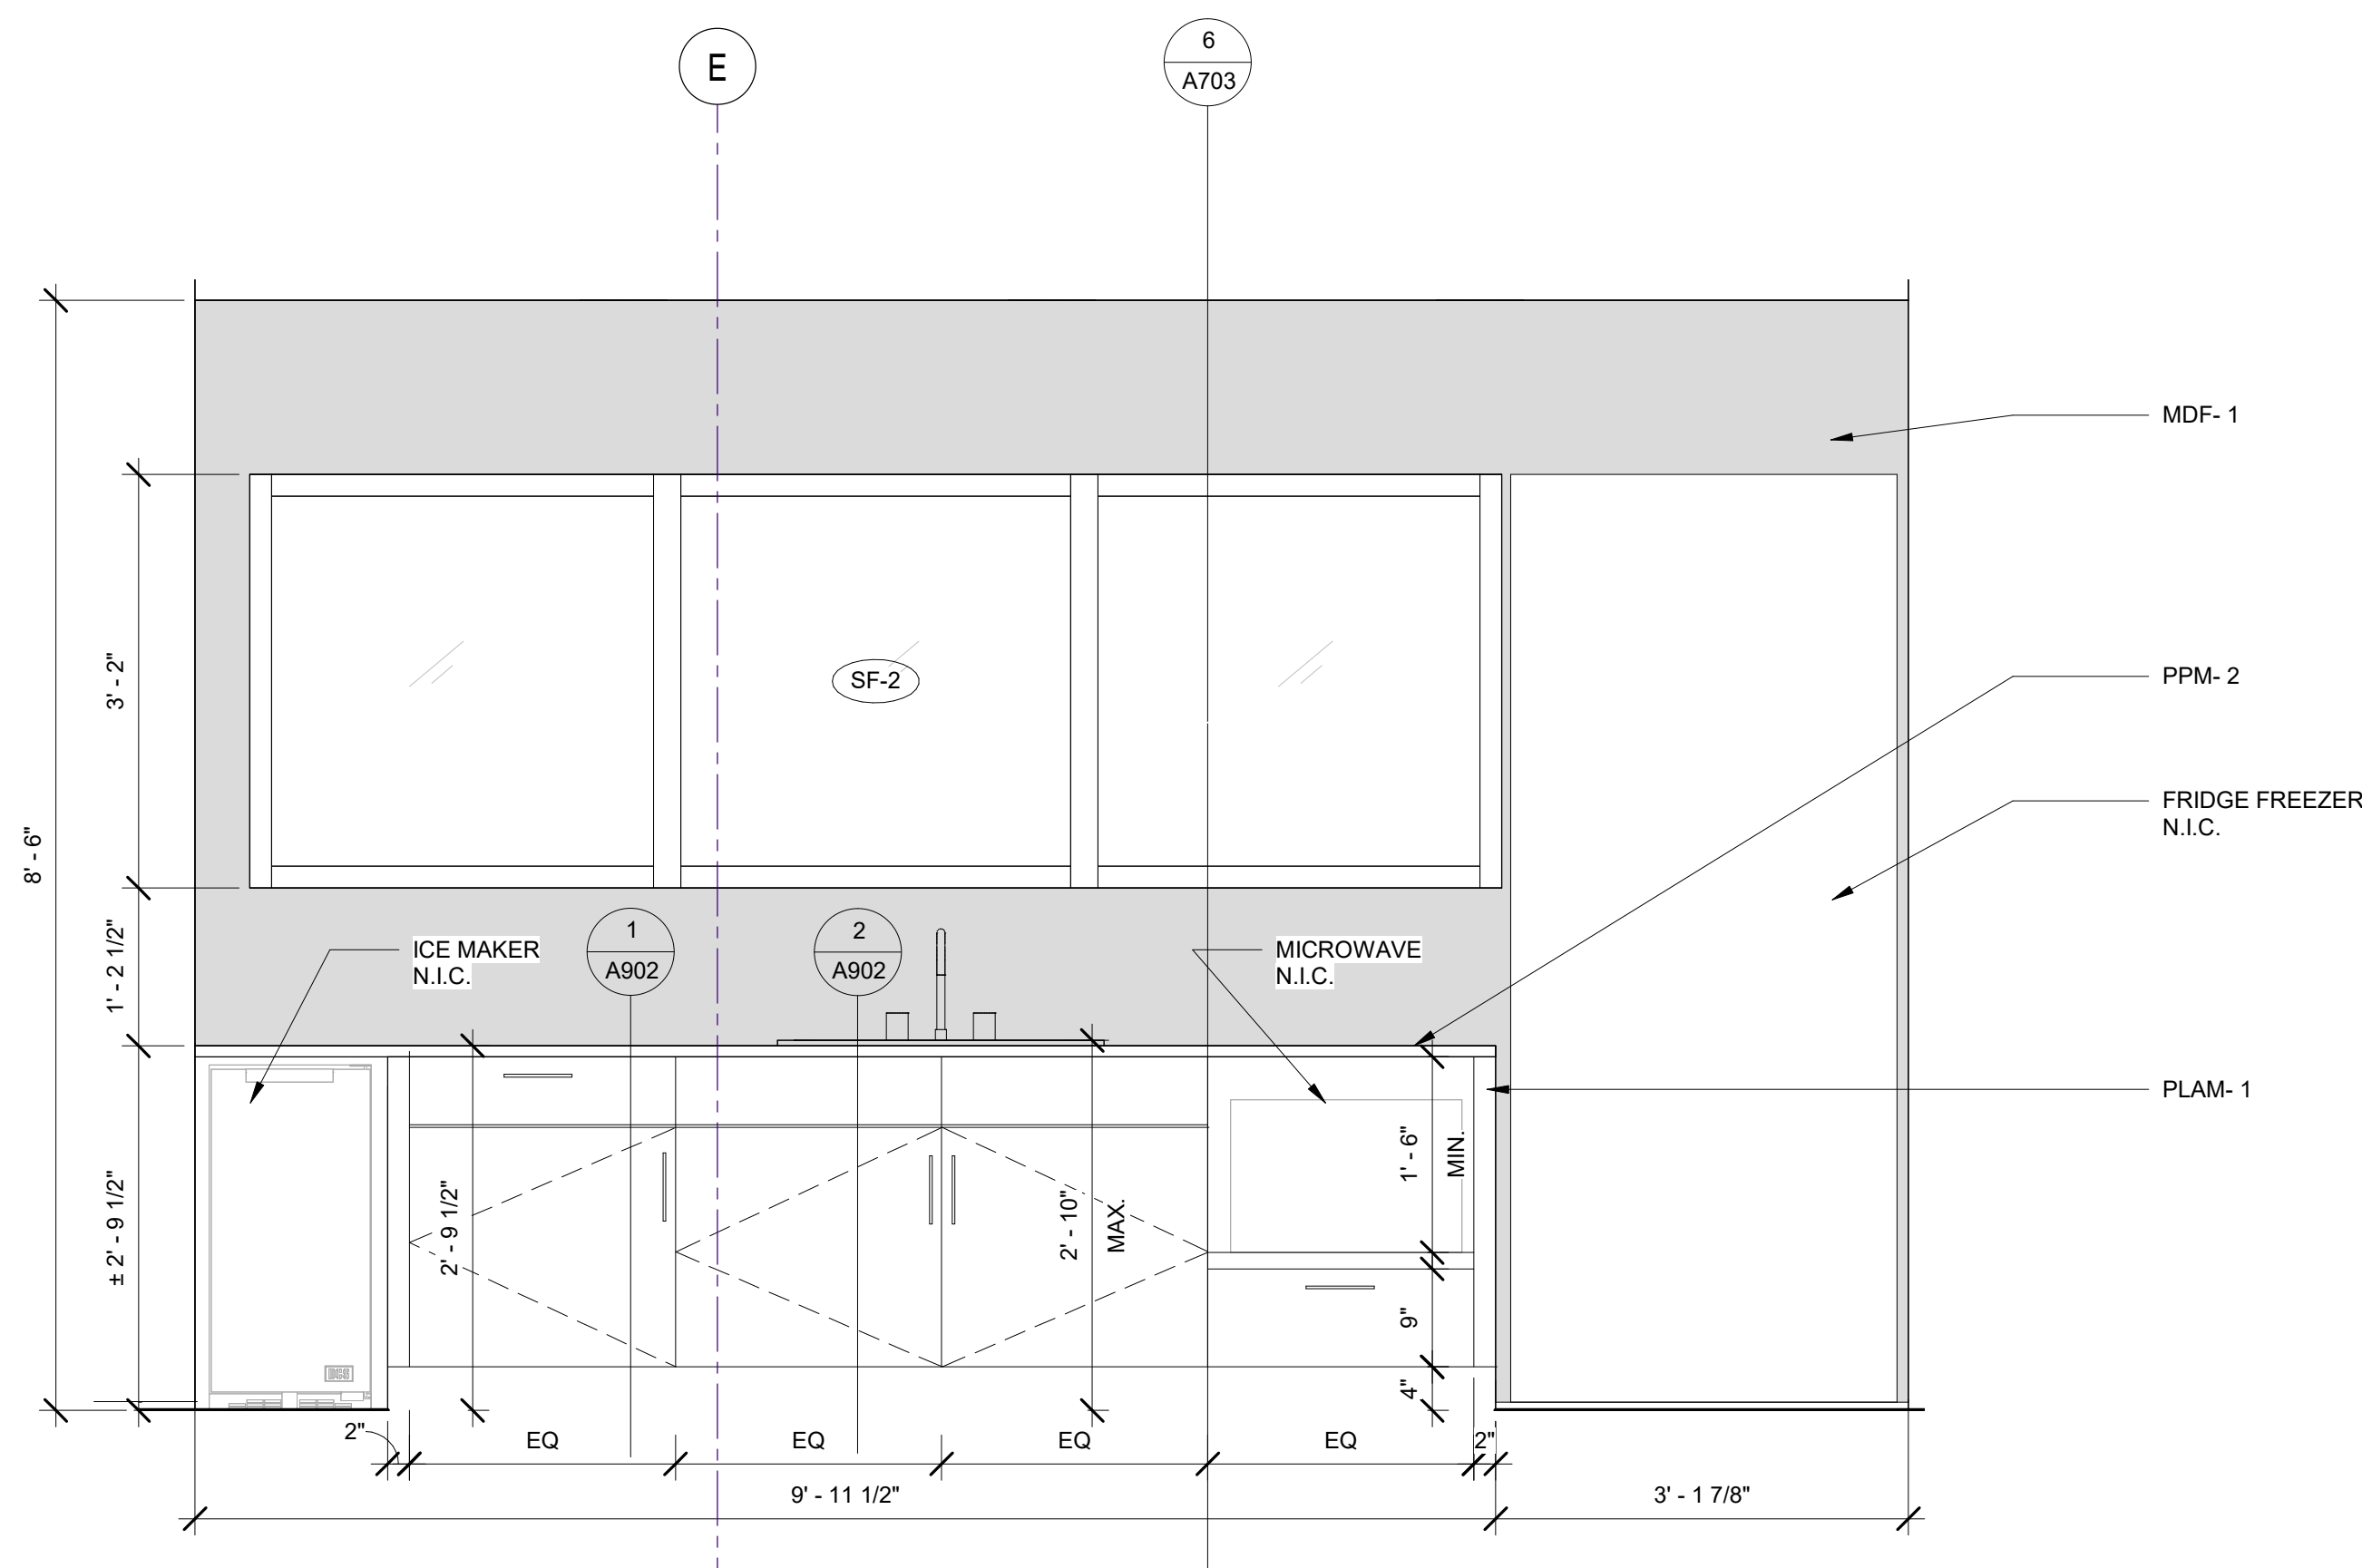 E
6
A703
MDF- 1
3' - 2"
SF-2
PPM- 2
FRIDGE FREEZER
N.I.C.
8' - 6"
1' - 2 1/2"
ICE MAKER
N.I.C.
1
A902
2
A902
MICROWAVE
N.I.C.
PLAM- 1
± 2' - 9 1/2"
2' - 9 1/2"
2' - 10"
MAX.
1' - 6"
MIN.
9"
4"
2"
EQ
EQ
EQ
EQ
2"
9' - 11 1/2"
3' - 1 7/8"